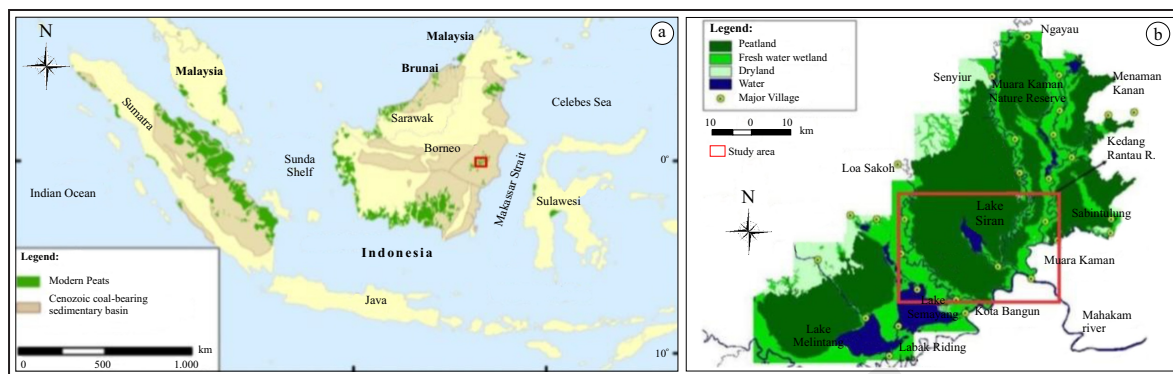 a
N
Malaysia
Brunai
Malaysia
Celebes Sea
Sumatra
Sarawak
Borneo
Sunda
Shelf
0°
Makassar Strait
Indian Ocean
Sulawesi
Indonesia
Legend:
Modern Peats
Cenozoic coal-bearing
sedimentary basin
Java
km
0 500 1.000
10°
b
Legend:
Peatland
Fresh water wetland
Dryland
Water
Major Village
10 0 10
km
Study area
N
Ngayau
Senyiur
Muara Kaman
Nature Reserve
Menaman
Kanan
Kedang
Rantau R.
Loa Sakoh
Lake
Siran
Sabintulung
Muara Kaman
Lake
Semayang
Kota Bangun
Mahakam
river
Lake
Melintang
Labak Riding